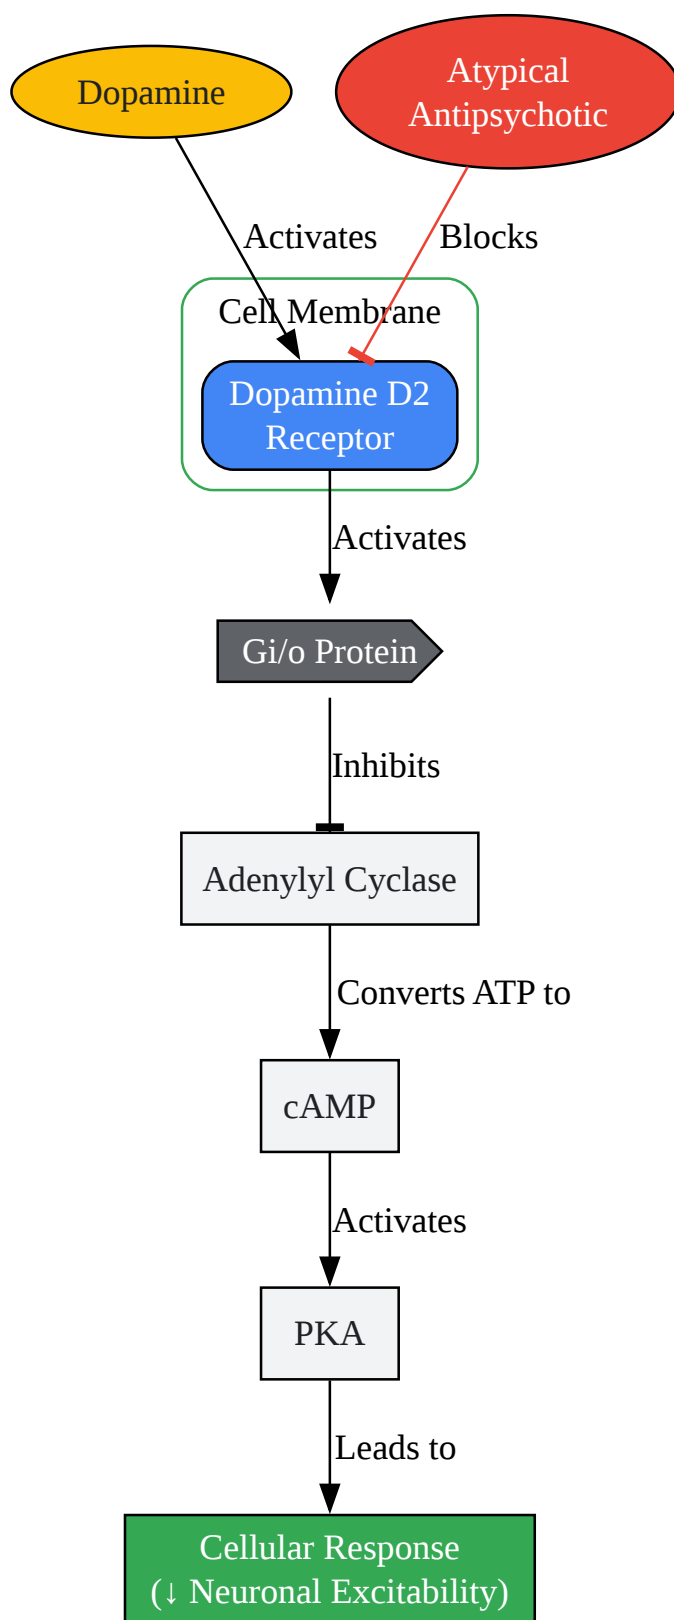 Dopamine
Atypical
Antipsychotic
Activates
Blocks
Cell Membrane
Dopamine D2
Receptor
Activates
Gi/o Protein
Inhibits
Adenylyl Cyclase
Converts ATP to
cAMP
Activates
PKA
Leads to
Cellular Response
(↓ Neuronal Excitability)